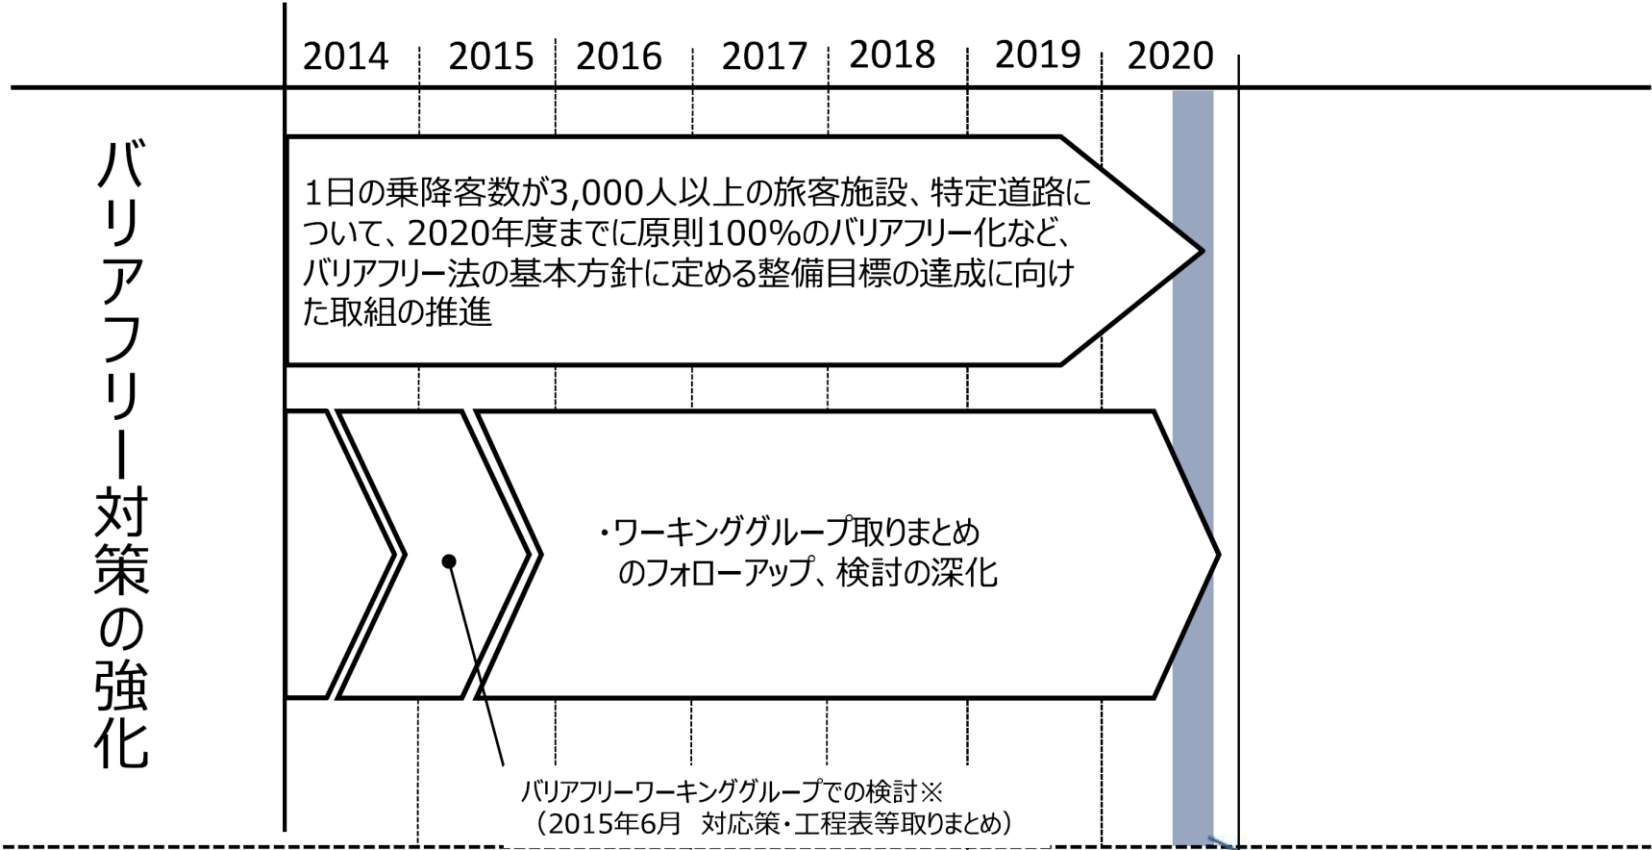 2014 2015 2016 2017 2018 2019 2020
バリアフリー対策の強化
1日の乗降客数が3,000人以上の旅客施設、特定道路に
ついて、2020年度までに原則100%のバリアフリー化など、
バリアフリー法の基本方針に定める整備目標の達成に向け
た取組の推進
・ワーキンググループ取りまとめ
のフォローアップ、検討の深化
バリアフリーワーキンググループでの検討※
（2015年6月　対応策・工程表等取りまとめ）